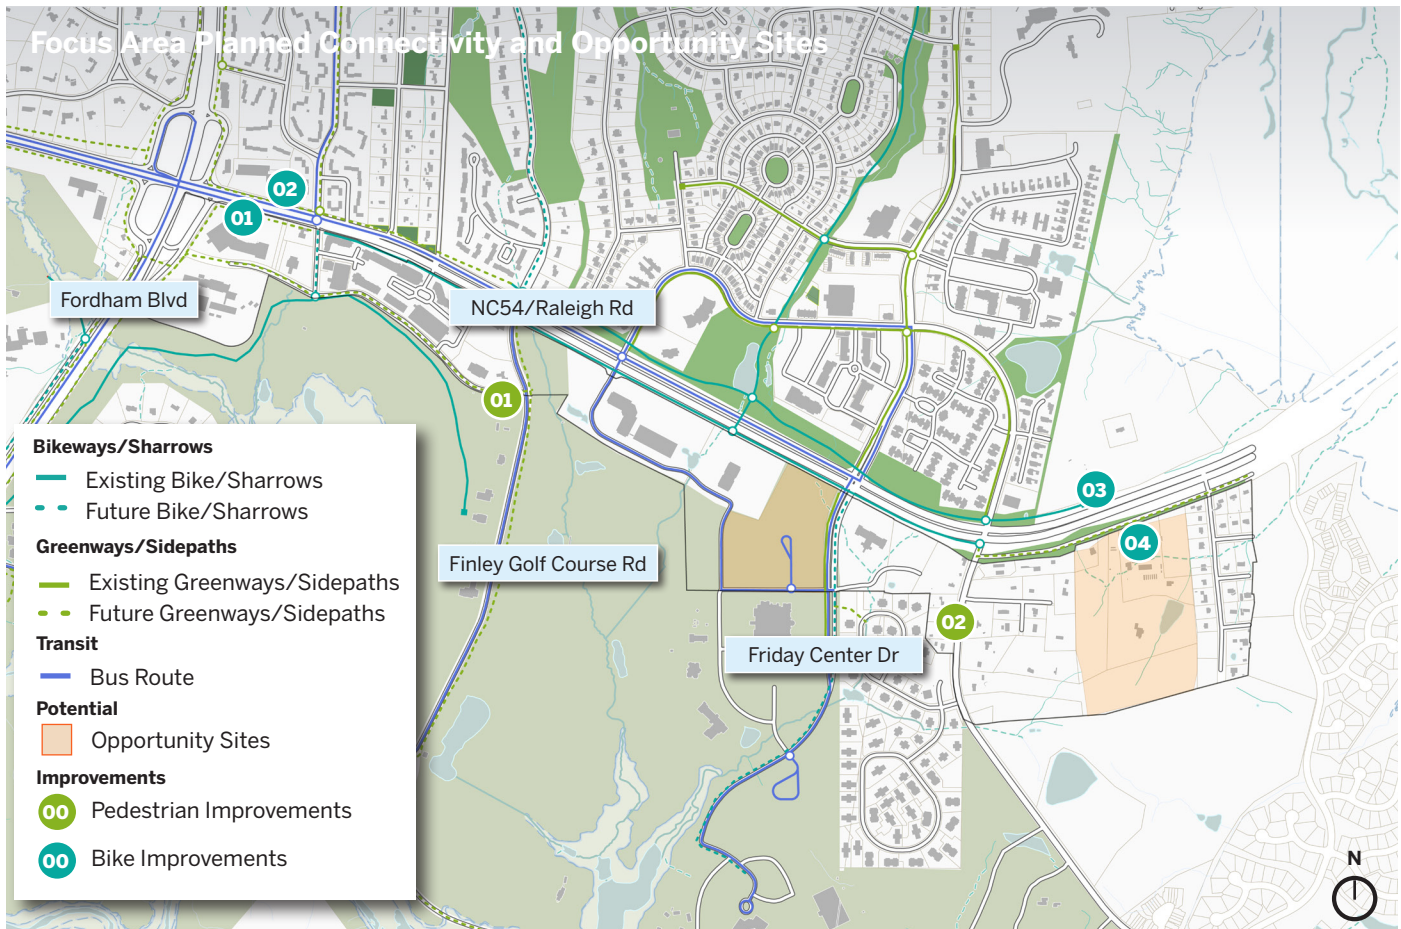 Focus Area Planned Connectivity and Opportunity Sites
02
01
Fordham Blvd
NC54/Raleigh Rd
01
03
04
Finley Golf Course Rd
02
Friday Center Dr
Bikeways/Sharrows
Existing Bike/Sharrows
Future Bike/Sharrows
Greenways/Sidepaths
Existing Greenways/Sidepaths
Future Greenways/Sidepaths
Transit
Bus Route
Potential
Opportunity Sites
Improvements
00 Pedestrian Improvements
00 Bike Improvements
N